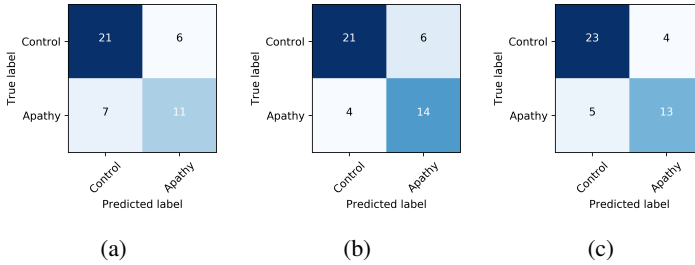 Control
21
6
Apathy
7
11
True label
Control
Apathy
Predicted label
(a)
Control
21
6
Apathy
4
14
True label
Control
Apathy
Predicted label
(b)
Control
23
4
Apathy
5
13
True label
Control
Apathy
Predicted label
(c)